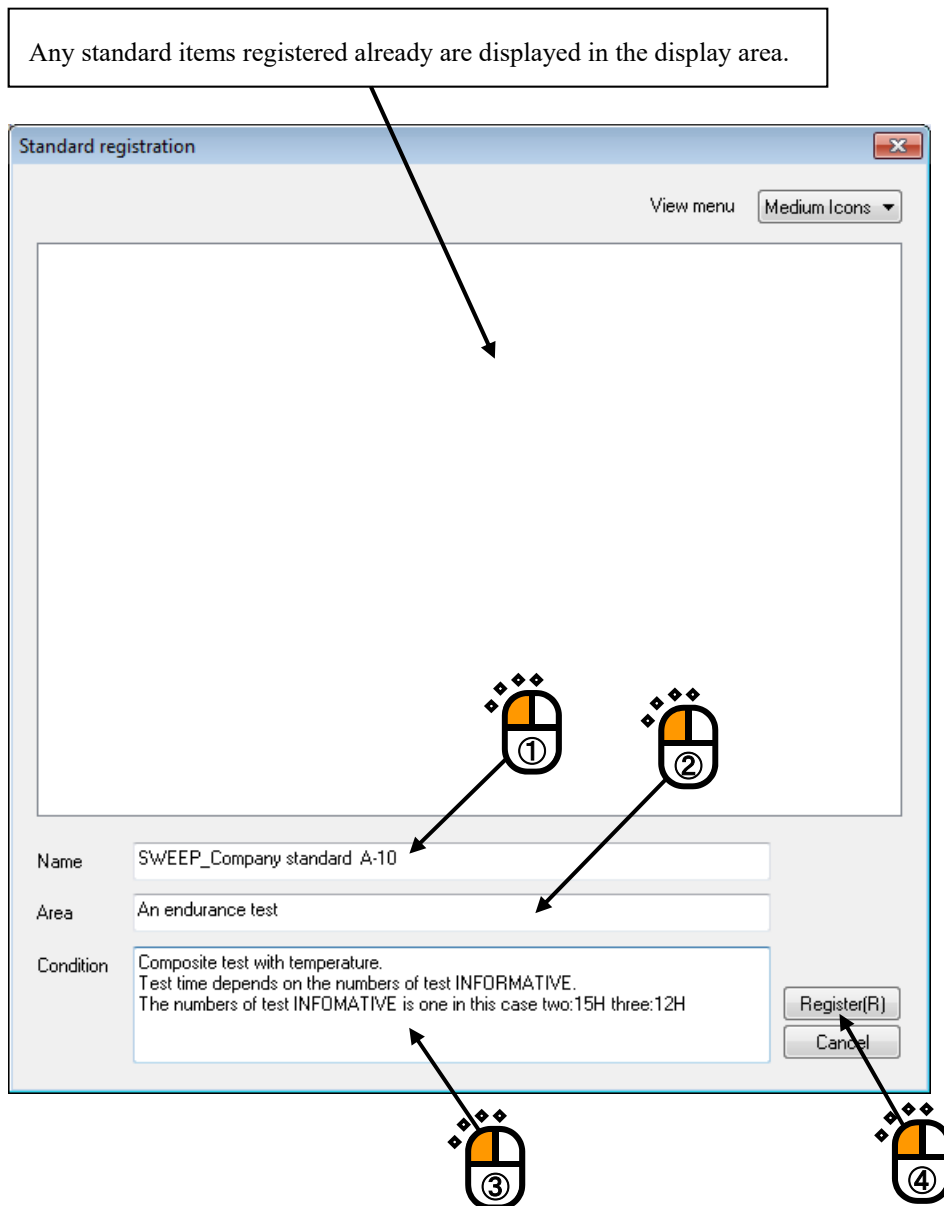 Any standard items registered already are displayed in the display area.
Standard registration
View menu Medium Icons
①
②
Name SWEEP_Company standard A-10
Area An endurance test
Condition Composite test with temperature.
Test time depends on the numbers of test INFORMATIVE.
The numbers of test INFOMATIVE is one in this case two:15H three:12H
Register(R)
Cancel
③
④